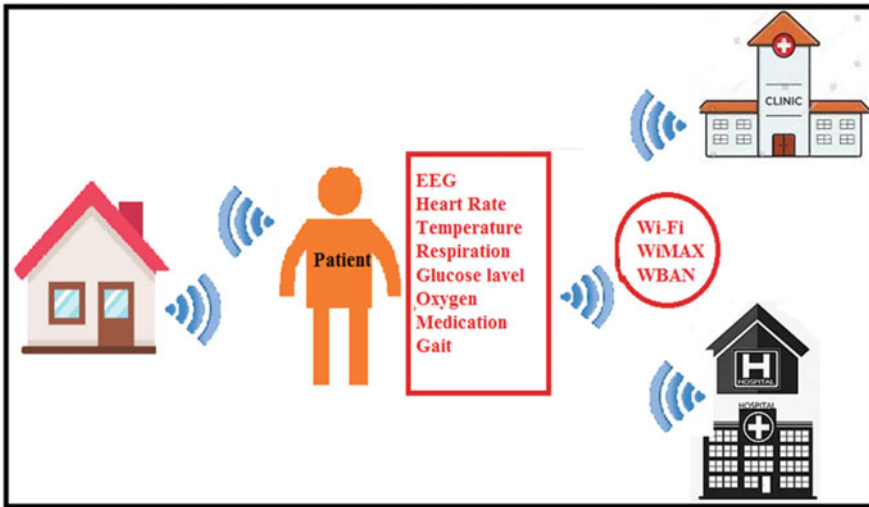 CLINIC
EEG
Heart Rate
Temperature
Respiration
Glucose lavel
Oxygen
Medication
Gait
Patient
Wi-Fi
WiMAX
WBAN
H
HOSPITAL
HOSPITAL